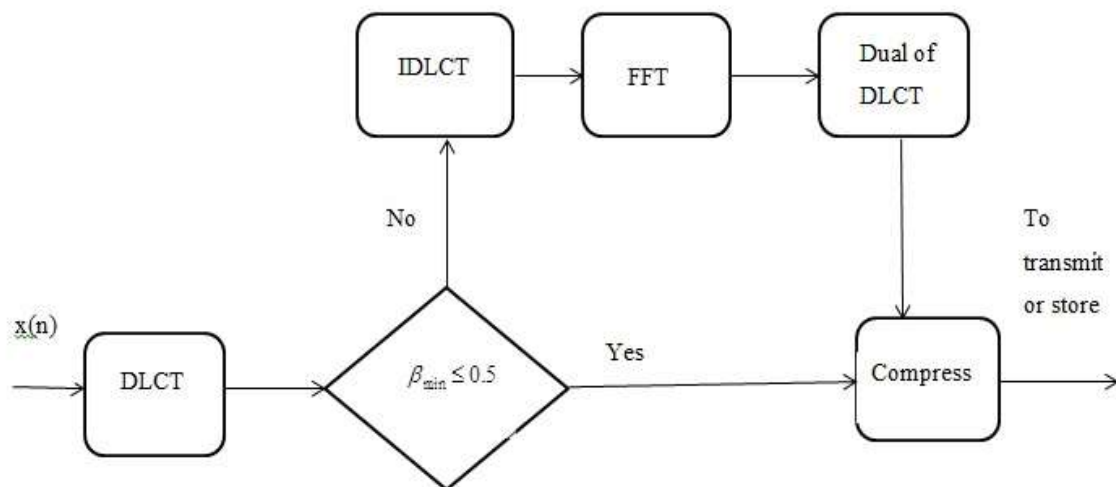 IDLCT
FFT
Dual of
DLCT
No
To
transmit
or store
x(n)
DLCT
β_min ≤ 0.5
Yes
Compress